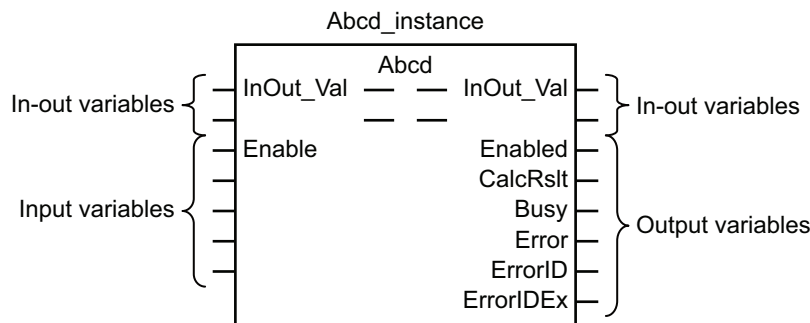 Abcd_instance
Abcd
In-out variables
InOut_Val
InOut_Val
In-out variables
Input variables
Enable
Enabled
CalcRslt
Busy
Error
ErrorID
ErrorIDEx
Output variables